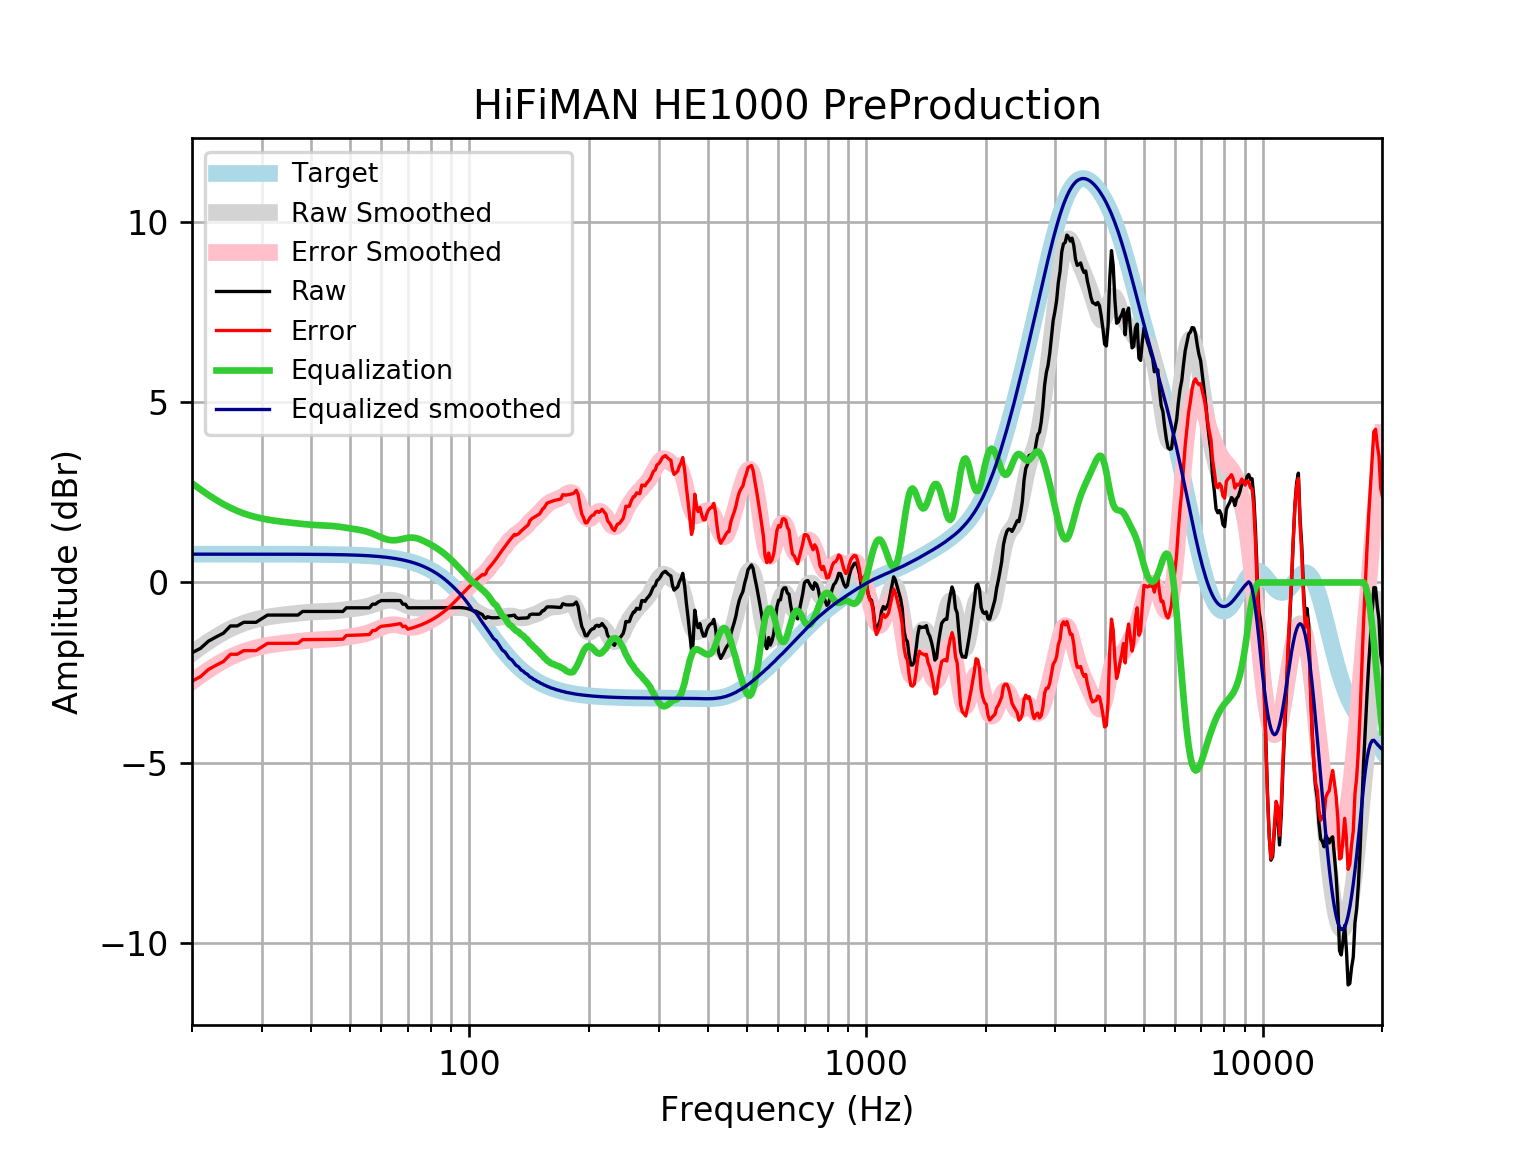 HiFiMAN HE1000 PreProduction
Target
Raw Smoothed
Error Smoothed
Raw
Error
Equalization
Equalized smoothed
10
5
0
−5
−10
Amplitude (dBr)
100 1000 10000
Frequency (Hz)